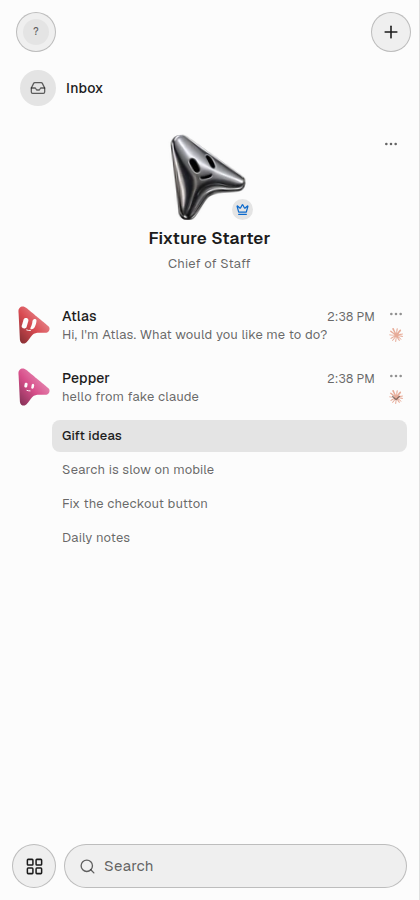 ?
Inbox
Fixture Starter
Chief of Staff
Atlas 2:38 PM
Hi, I'm Atlas. What would you like me to do?
Pepper 2:38 PM
hello from fake claude
Gift ideas
Search is slow on mobile
Fix the checkout button
Daily notes
Search